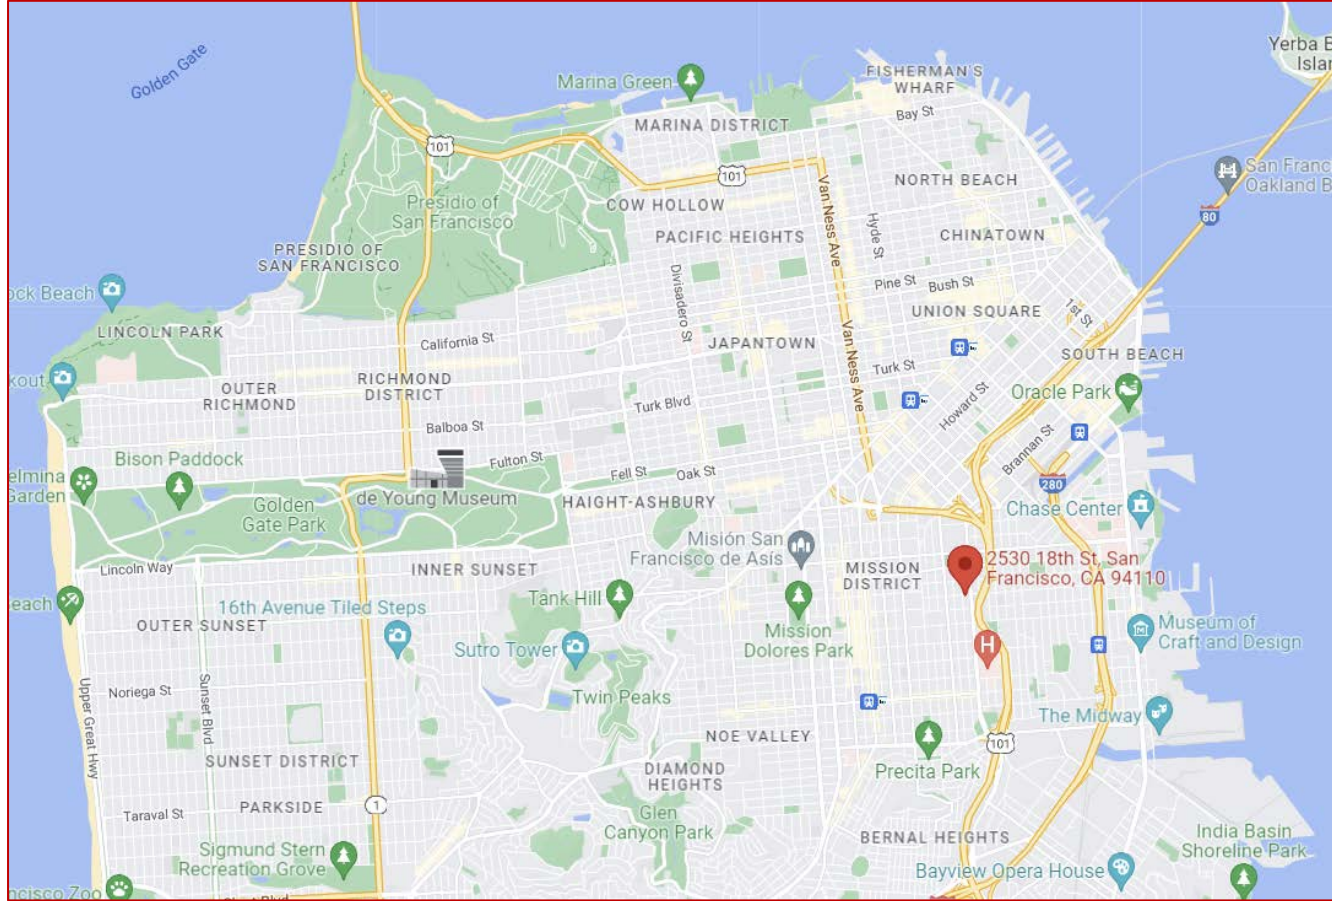 Golden Gate
Yerba B
Islar
Marina Green
FISHERMAN'S
WHARF
Bay St
MARINA DISTRICT
101
101
San Franc
Oakland B
NORTH BEACH
Van Ness Ave
Presidio of
San Francisco
COW HOLLOW
80
Hyde St
PACIFIC HEIGHTS
CHINATOWN
PRESIDIO OF
SAN FRANCISCO
Divisadero St
Pine St
Bush St
ock Beach
UNION SQUARE
1st St
LINCOLN PARK
California St
JAPANTOWN
Van Ness Ave
SOUTH BEACH
kout
OUTER
RICHMOND
RICHMOND
DISTRICT
Turk St
Oracle Park
Turk Blvd
Howard St
Balboa St
Brannan St
Bison Paddock
Fulton St
elmina
Garden
Fell St
Oak St
280
de Young Museum
Golden
Gate Park
HAIGHT-ASHBURY
Chase Center
Misión San
Francisco de Asís
Lincoln Way
INNER SUNSET
MISSION
DISTRICT
2530 18th St, San
Francisco, CA 94110
each
16th Avenue Tiled Steps
Tank Hill
OUTER SUNSET
Mission
Dolores Park
Museum of
Craft and Design
Sutro Tower
H
Noriega St
Upper Great Hwy
Sunset Blvd
Twin Peaks
The Midway
NOE VALLEY
101
SUNSET DISTRICT
DIAMOND
HEIGHTS
Precita Park
Taraval St
PARKSIDE
1
Glen
Canyon Park
BERNAL HEIGHTS
India Basin
Shoreline Park
Sigmund Stern
Recreation Grove
Bayview Opera House
ncisco Zoo